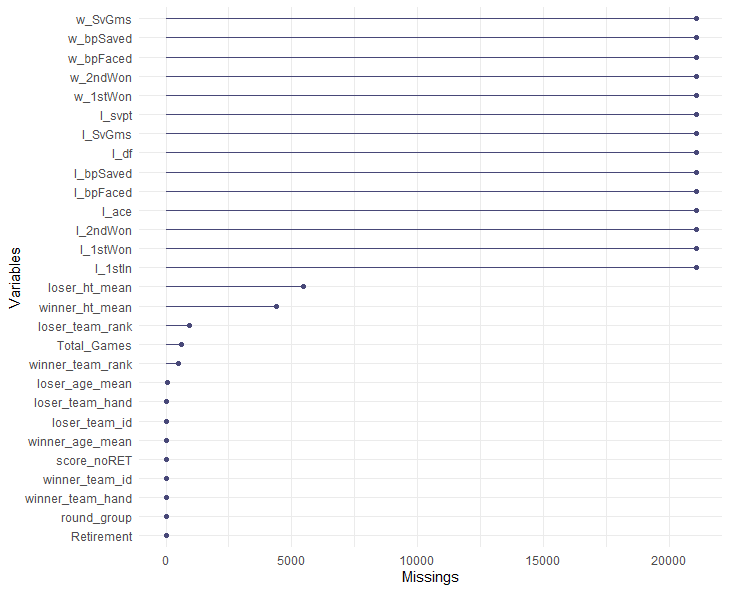 w_SvGms
w_bpSaved
w_bpFaced
w_2ndWon
w_1stWon
l_svpt
l_SvGms
l_df
l_bpSaved
l_bpFaced
l_ace
l_2ndWon
l_1stWon
l_1stIn
loser_ht_mean
winner_ht_mean
loser_team_rank
Total_Games
winner_team_rank
loser_age_mean
loser_team_hand
loser_team_id
winner_age_mean
score_noRET
winner_team_id
winner_team_hand
round_group
Retirement
Variables
0 5000 10000 15000 20000
Missings